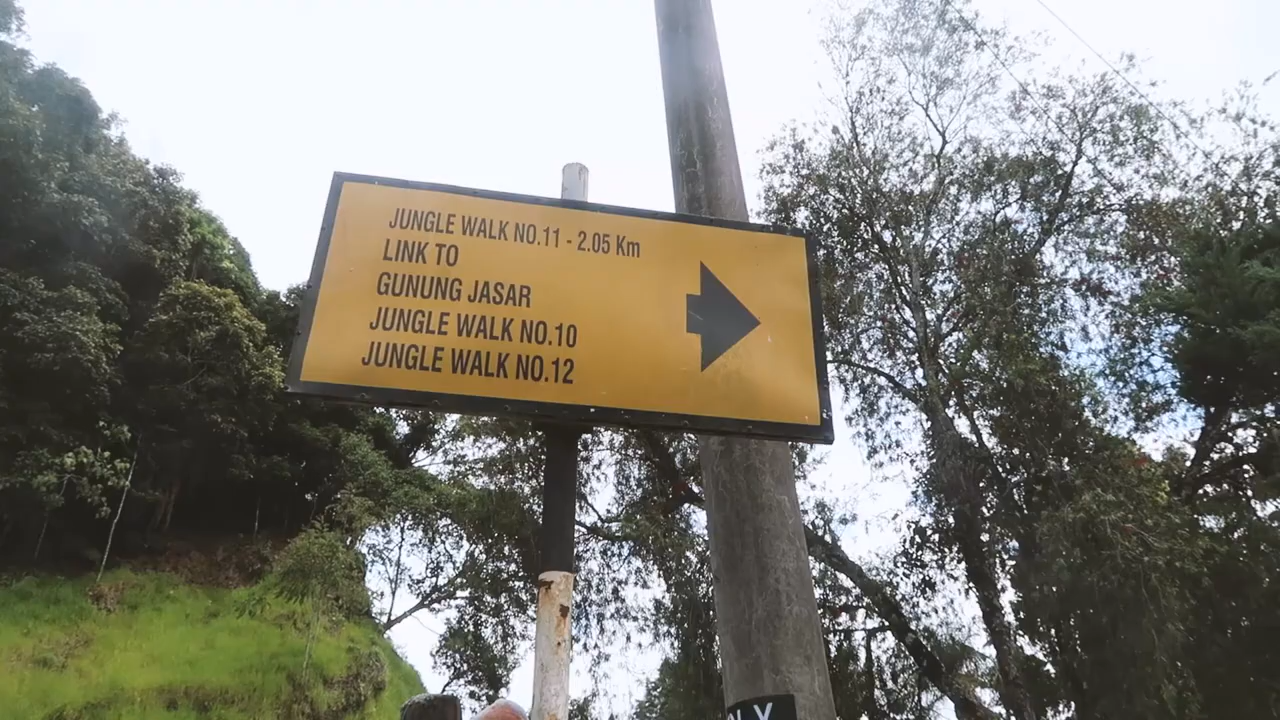 JUNGLE WALK NO.11 - 2.05 Km
LINK TO
GUNUNG JASAR
JUNGLE WALK NO.10
JUNGLE WALK NO.12